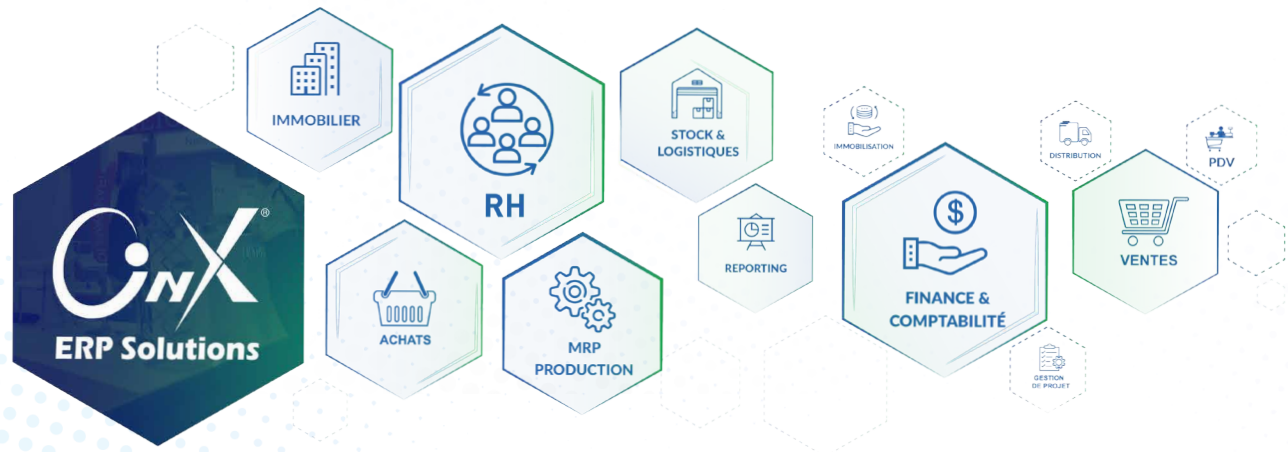 OnX
®
ERP Solutions
IMMOBILIER
RH
ACHATS
MRP
PRODUCTION
STOCK &
LOGISTIQUES
REPORTING
IMMOBILISATION
FINANCE &
COMPTABILITÉ
GESTION
DE PROJET
DISTRIBUTION
VENTES
PDV